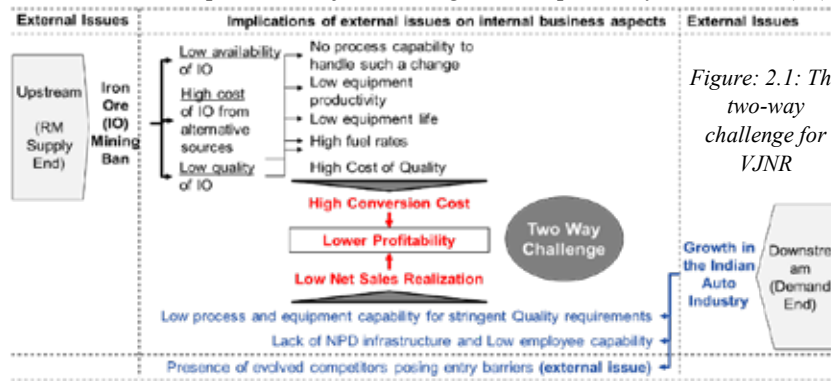 External Issues
Implications of external issues on internal business aspects
External Issues
Upstream
(RM
Supply
End)
Iron
Ore
(IO)
Mining
Ban
Low availability
of IO
High cost
of IO from
alternative
sources
Low quality
of IO
No process capability to
handle such a change
Low equipment
productivity
Low equipment life
High fuel rates
High Cost of Quality
High Conversion Cost
Lower Profitability
Low Net Sales Realization
Two Way
Challenge
Figure: 2.1: Th
two-way
challenge for
VJNR
Growth in
the Indian
Auto
Industry
Downstre
am
(Demand
End)
Low process and equipment capability for stringent Quality requirements
Lack of NPD infrastructure and Low employee capability
Presence of evolved competitors posing entry barriers (external issue)